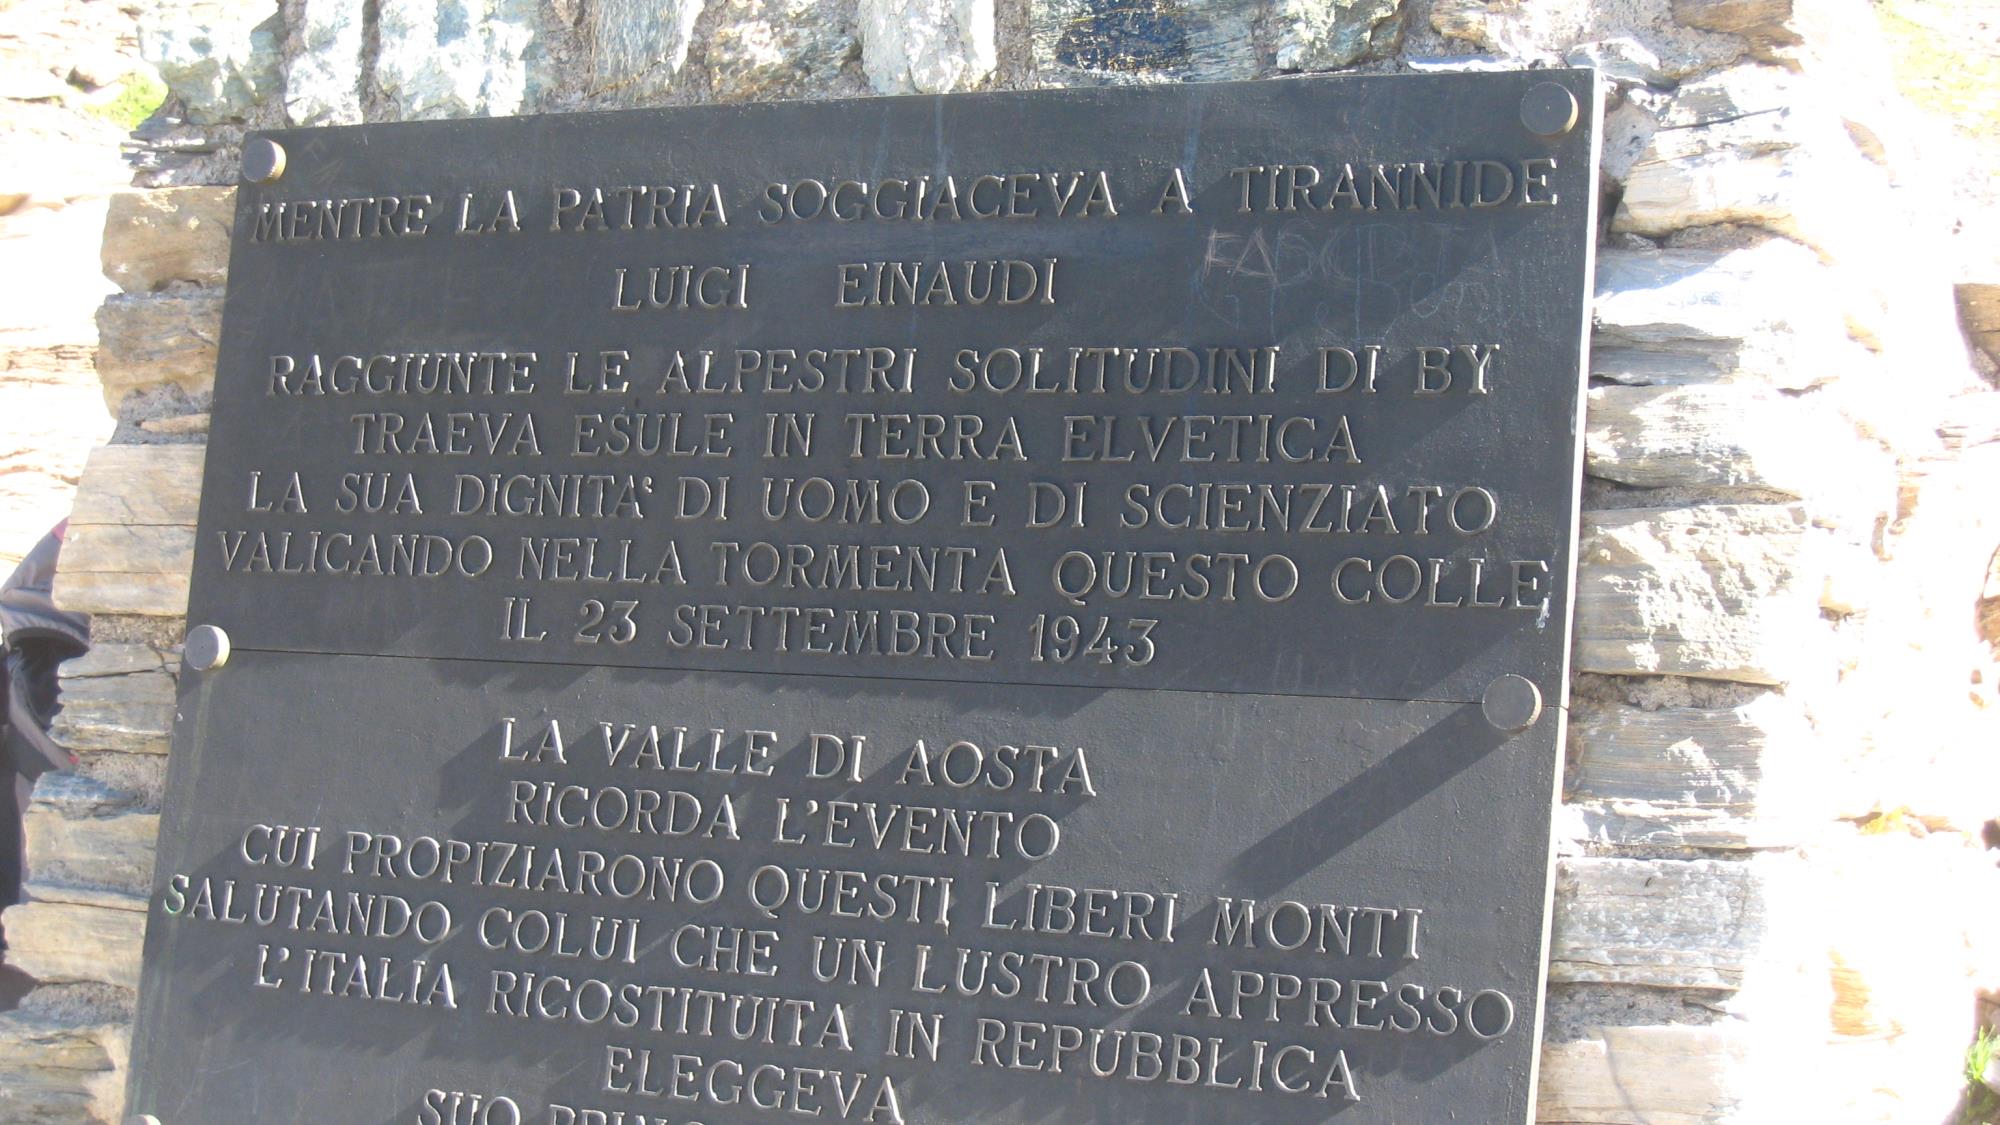 MENTRE LA PATRIA SOGGIACEVA A TIRANNIDE
LUIGI EINAUDI
RAGGIUNTE LE ALPESTRI SOLITUDINI DI BY
TRAEVA ESULE IN TERRA ELVETICA
LA SUA DIGNITA' DI UOMO E DI SCIENZIATO
VALICANDO NELLA TORMENTA QUESTO COLLE
IL 23 SETTEMBRE 1943
LA VALLE DI AOSTA
RICORDA L'EVENTO
CUI PROPIZIARONO QUESTI LIBERI MONTI
SALUTANDO COLUI CHE UN LUSTRO APPRESSO
L'ITALIA RICOSTITUITA IN REPUBBLICA
ELEGGEVA
SUO